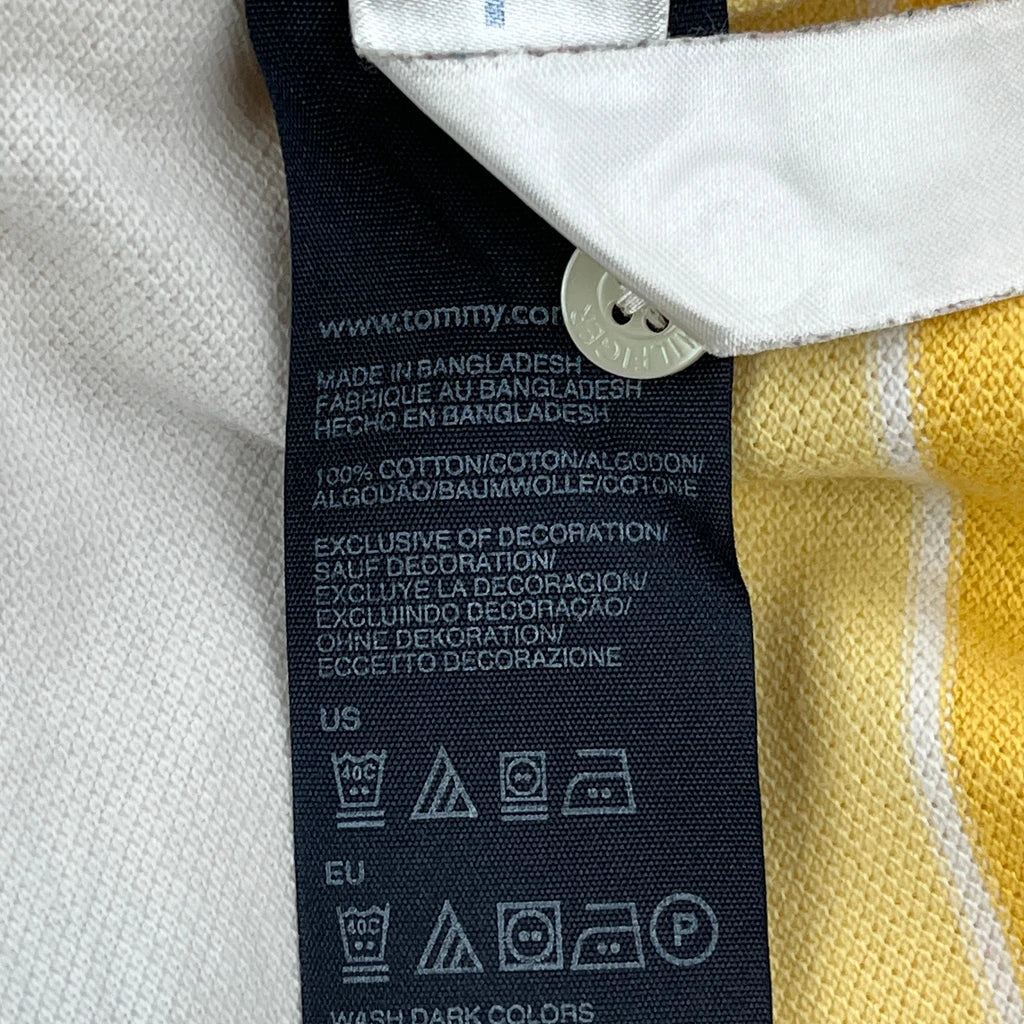 www.tommy.co
MADE IN BANGLADESH
FABRIQUE AU BANGLADESH
HECHO EN BANGLADESH
100% COTTON/COTON/ALGODON/
ALGODÃO/BAUMWOLLE/COTONE
EXCLUSIVE OF DECORATION/
SAUF DECORATION/
EXCLUYE LA DECORACION/
EXCLUINDO DECORAÇÃO/
OHNE DEKORATION/
ECCETTO DECORAZIONE
US
40C
EU
40C
P
WASH DARK COLORS